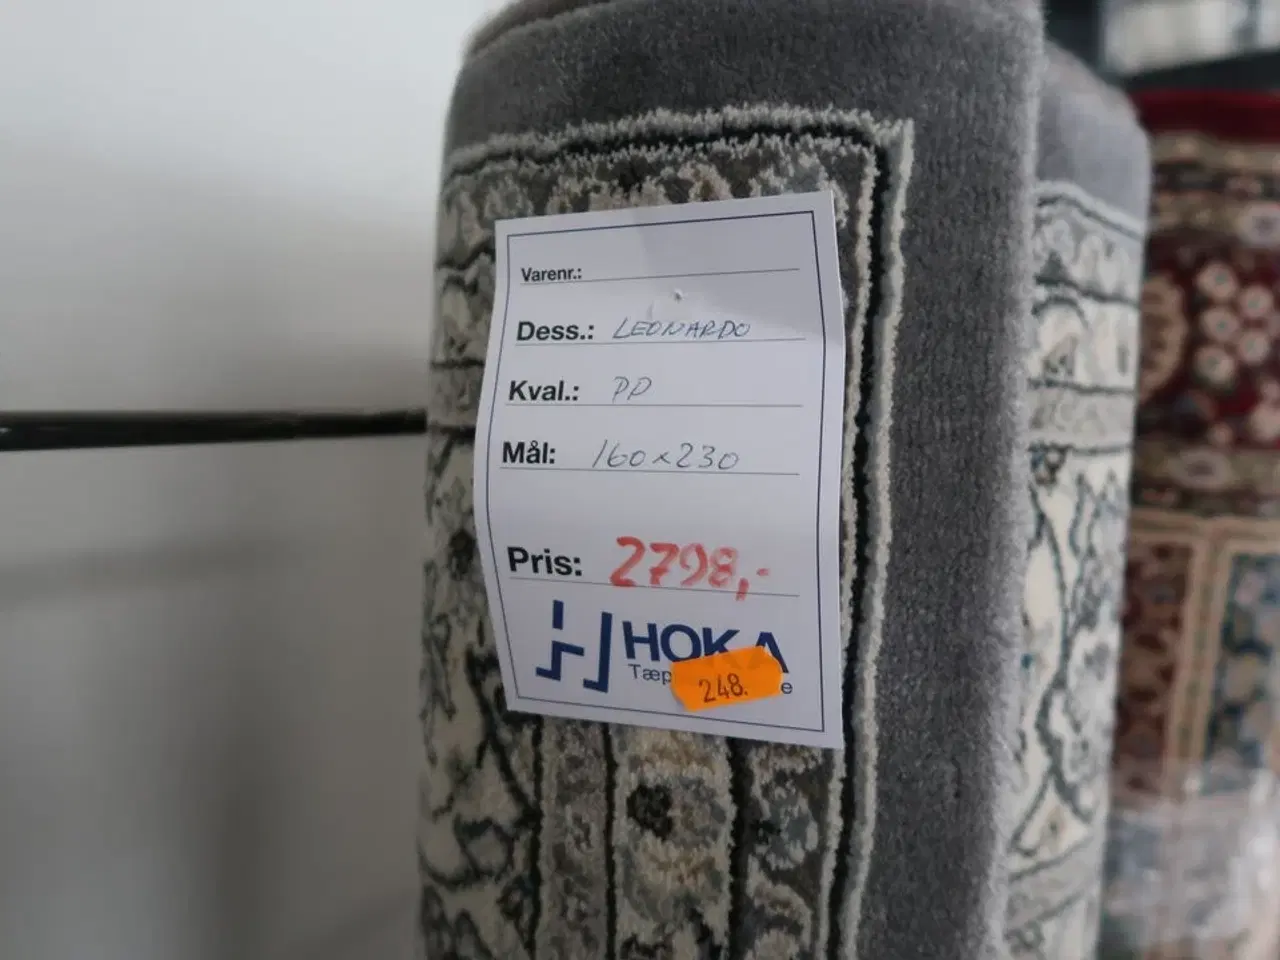 Varenr.:
Dess.: LEONARDO
Kval.: PP
Mål: 160x230
Pris: 2798,-
HOKA
248.